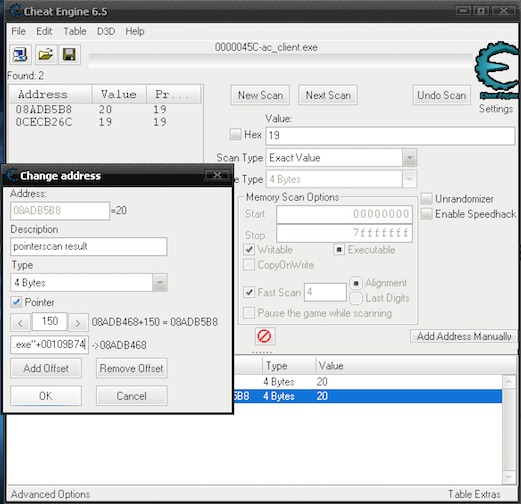 Cheat Engine 6.5
File Edit Table D3D Help
0000045C-ac_client.exe
Found: 2
Address Value Pr...
08ADB5B8 20 19
0CECB26C 19 19
New Scan Next Scan Undo Scan
Cheat Engine
Settings
Value:
Hex 19
Scan Type Exact Value
e Type 4 Bytes
Memory Scan Options
Start 00000000
Stop 7fffffff
Writable Executable
CopyOnWrite
Fast Scan 4 Alignment
Last Digits
Pause the game while scanning
Unrandomizer
Enable Speedhack
Add Address Manually
Change address
Address:
08ADB5B8 =20
Description
pointerscan result
Type
4 Bytes
Pointer
< 150 > 08ADB468+150 = 08ADB5B8
.exe"+00109B74 ->08ADB468
Add Offset Remove Offset
OK Cancel
Type Value
4 Bytes 20
5B8 4 Bytes 20
Advanced Options Table Extras